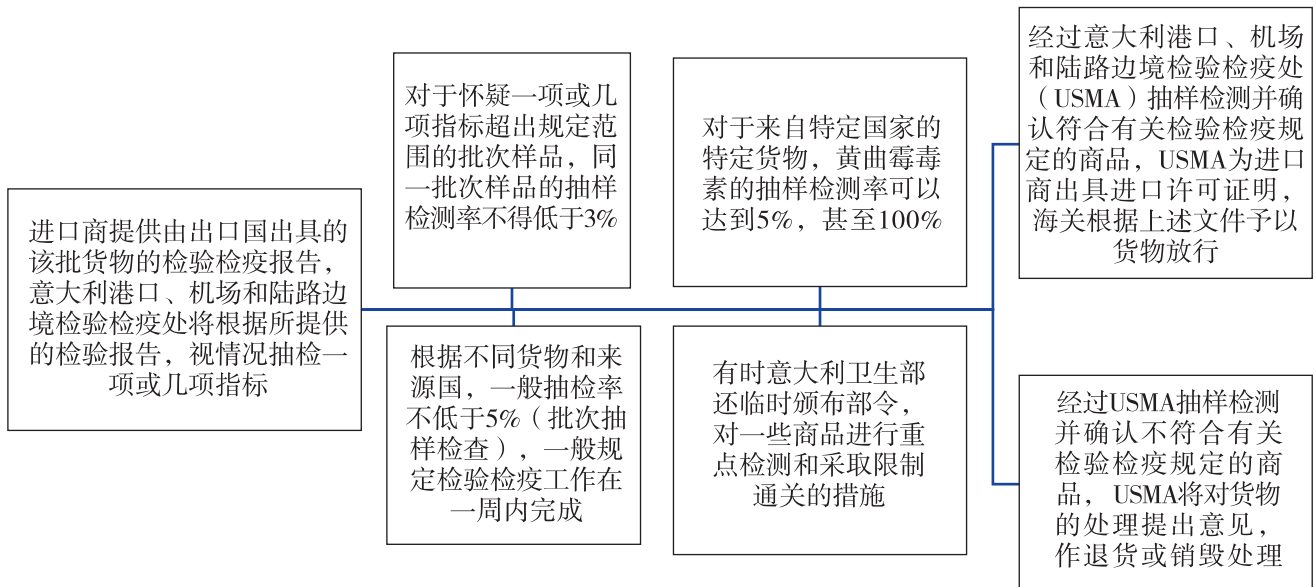 进口商提供由出口国出具的
该批货物的检验检疫报告，
意大利港口、机场和陆路边
境检验检疫处将根据所提供
的检验报告，视情况抽检一
项或几项指标
对于怀疑一项或几
项指标超出规定范
围的批次样品，同
一批次样品的抽样
检测率不得低于3%
根据不同货物和来
源国，一般抽检率
不低于5%（批次抽
样检查），一般规
定检验检疫工作在
一周内完成
对于来自特定国家的
特定货物，黄曲霉毒
素的抽样检测率可以
达到5%，甚至100%
有时意大利卫生部
还临时颁布部令，
对一些商品进行重
点检测和采取限制
通关的措施
经过意大利港口、机场
和陆路边境检验检疫处
（USMA）抽样检测并确
认符合有关检验检疫规
定的商品，USMA为进口
商出具进口许可证明，
海关根据上述文件予以
货物放行
经过USMA抽样检测
并确认不符合有关
检验检疫规定的商
品，USMA将对货物
的处理提出意见，
作退货或销毁处理